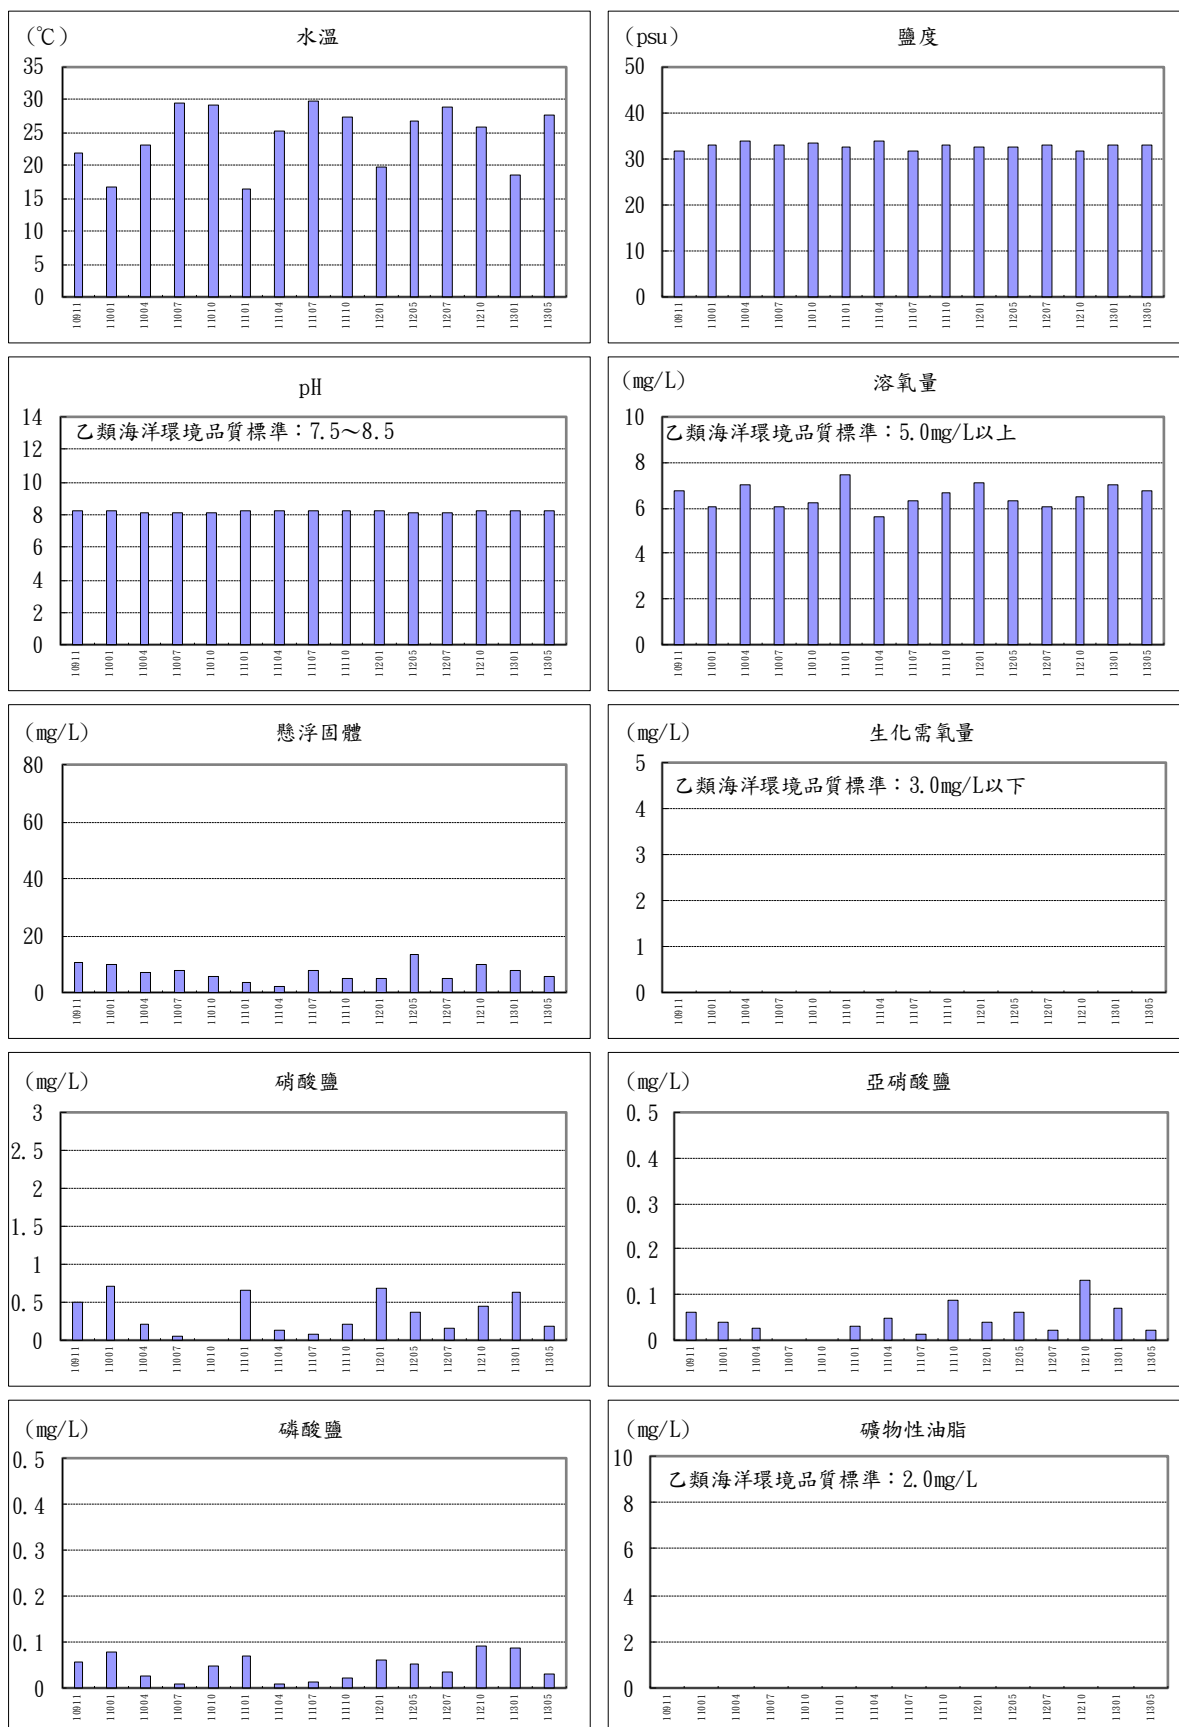 (℃) 水溫
35
30
25
20
15
10
5
0
10911 11001 11004 11007 11010 11101 11104 11107 11110 11201 11205 11207 11210 11301 11305
(psu) 鹽度
50
40
30
20
10
0
10911 11001 11004 11007 11010 11101 11104 11107 11110 11201 11205 11207 11210 11301 11305
pH
乙類海洋環境品質標準：7.5～8.5
14
12
10
8
6
4
2
0
10911 11001 11004 11007 11010 11101 11104 11107 11110 11201 11205 11207 11210 11301 11305
(mg/L) 溶氧量
乙類海洋環境品質標準：5.0mg/L以上
10
8
6
4
2
0
10911 11001 11004 11007 11010 11101 11104 11107 11110 11201 11205 11207 11210 11301 11305
(mg/L) 懸浮固體
80
60
40
20
0
10911 11001 11004 11007 11010 11101 11104 11107 11110 11201 11205 11207 11210 11301 11305
(mg/L) 生化需氧量
乙類海洋環境品質標準：3.0mg/L以下
5
4
3
2
1
0
10911 11001 11004 11007 11010 11101 11104 11107 11110 11201 11205 11207 11210 11301 11305
(mg/L) 硝酸鹽
3
2.5
2
1.5
1
0.5
0
10911 11001 11004 11007 11010 11101 11104 11107 11110 11201 11205 11207 11210 11301 11305
(mg/L) 亞硝酸鹽
0.5
0.4
0.3
0.2
0.1
0
10911 11001 11004 11007 11010 11101 11104 11107 11110 11201 11205 11207 11210 11301 11305
(mg/L) 磷酸鹽
0.5
0.4
0.3
0.2
0.1
0
10911 11001 11004 11007 11010 11101 11104 11107 11110 11201 11205 11207 11210 11301 11305
(mg/L) 礦物性油脂
乙類海洋環境品質標準：2.0mg/L
10
8
6
4
2
0
10911 11001 11004 11007 11010 11101 11104 11107 11110 11201 11205 11207 11210 11301 11305